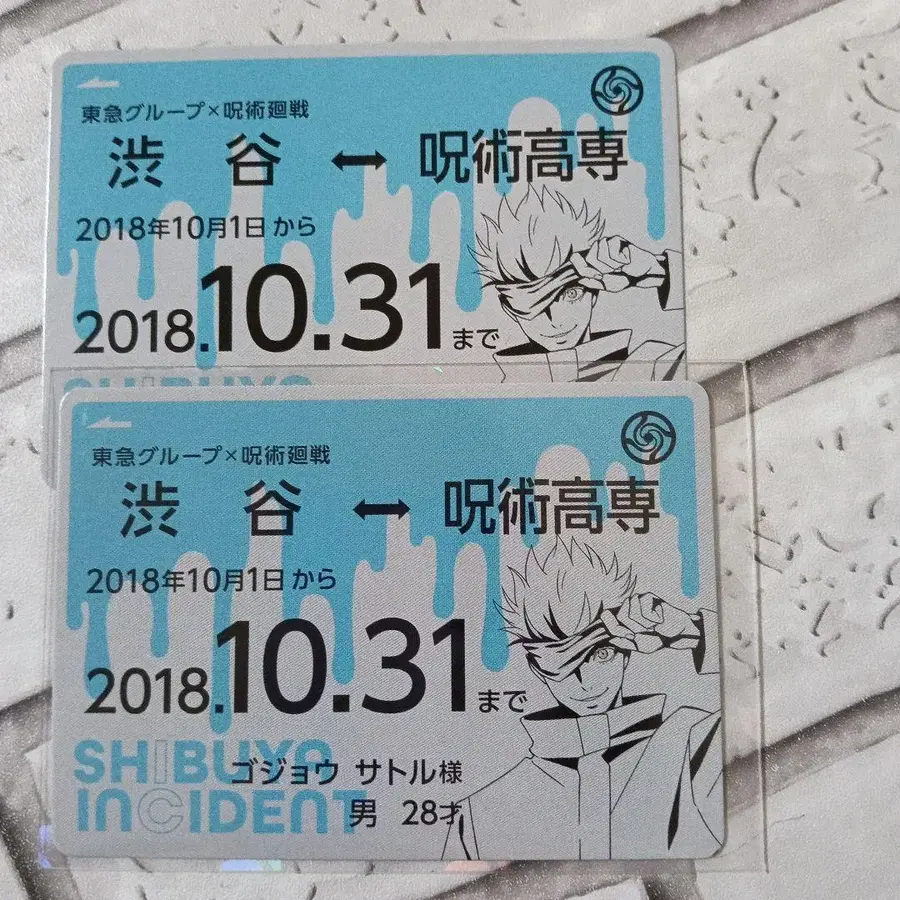 東急グループ×呪術廻戦
渋谷 ↔ 呪術高専
2018年10月1日から
2018.10.31まで
SHIBUYA
東急グループ×呪術廻戦
渋谷 ↔ 呪術高専
2018年10月1日から
2018.10.31まで
SHIBUYA
ゴジョウ サトル様
INCIDENT
男 28才